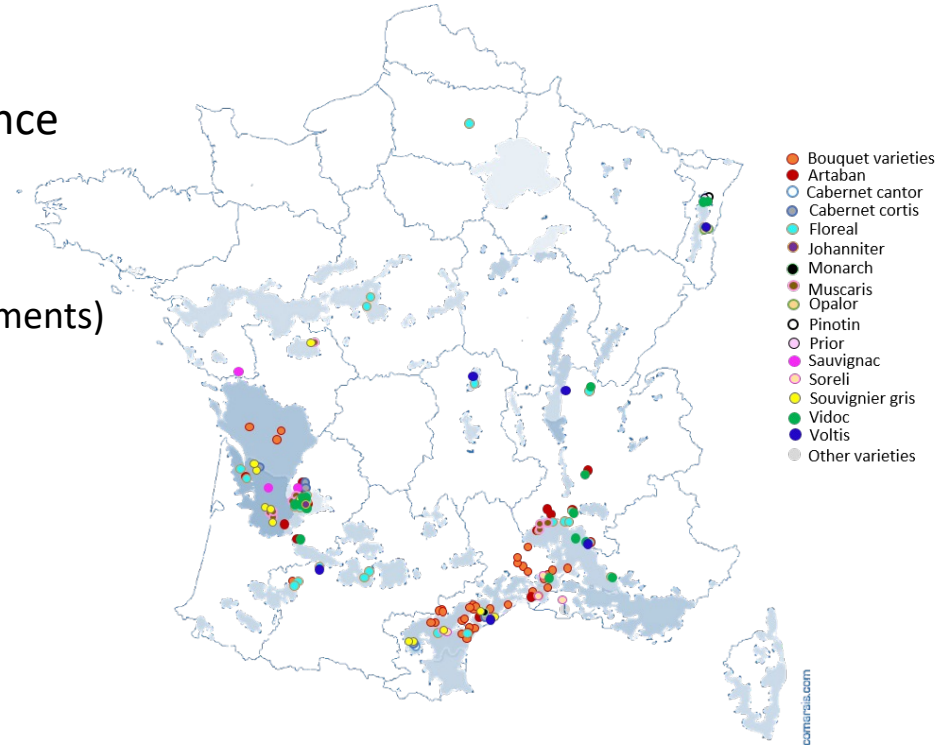 nce
ments)
Bouquet varieties
Artaban
Cabernet cantor
Cabernet cortis
Floreal
Johanniter
Monarch
Muscaris
Opalor
Pinotin
Prior
Sauvignac
Soreli
Souvignier gris
Vidoc
Voltis
Other varieties
comarais.com